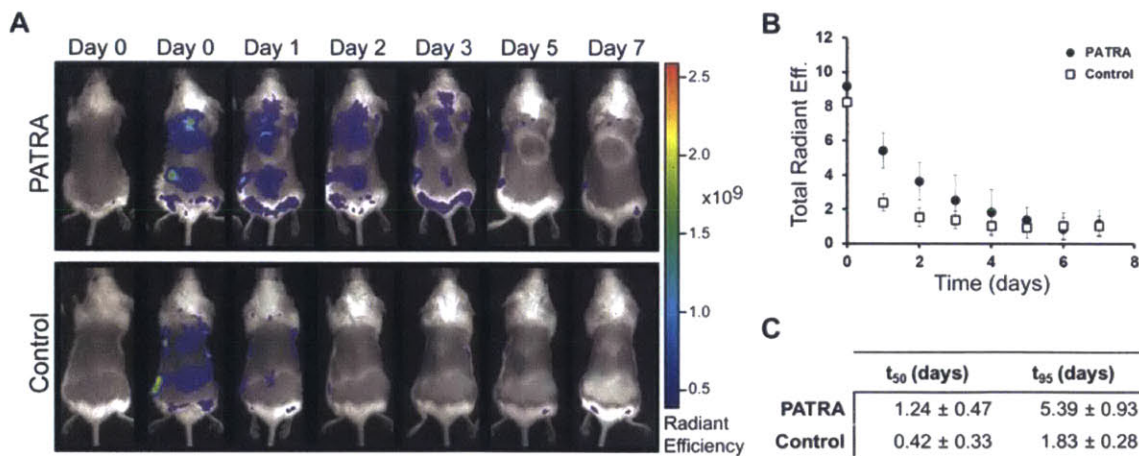 A
Day 0 Day 0 Day 1 Day 2 Day 3 Day 5 Day 7
PATRA
Control
2.5
2.0
x10⁹
1.5
1.0
0.5
Radiant
Efficiency
B
Total Radiant Eff.
12
10
8
6
4
2
0
0 2 4 6 8
Time (days)
PATRA
Control
C
t₅₀ (days) t₉₅ (days)
PATRA 1.24 ± 0.47 5.39 ± 0.93
Control 0.42 ± 0.33 1.83 ± 0.28